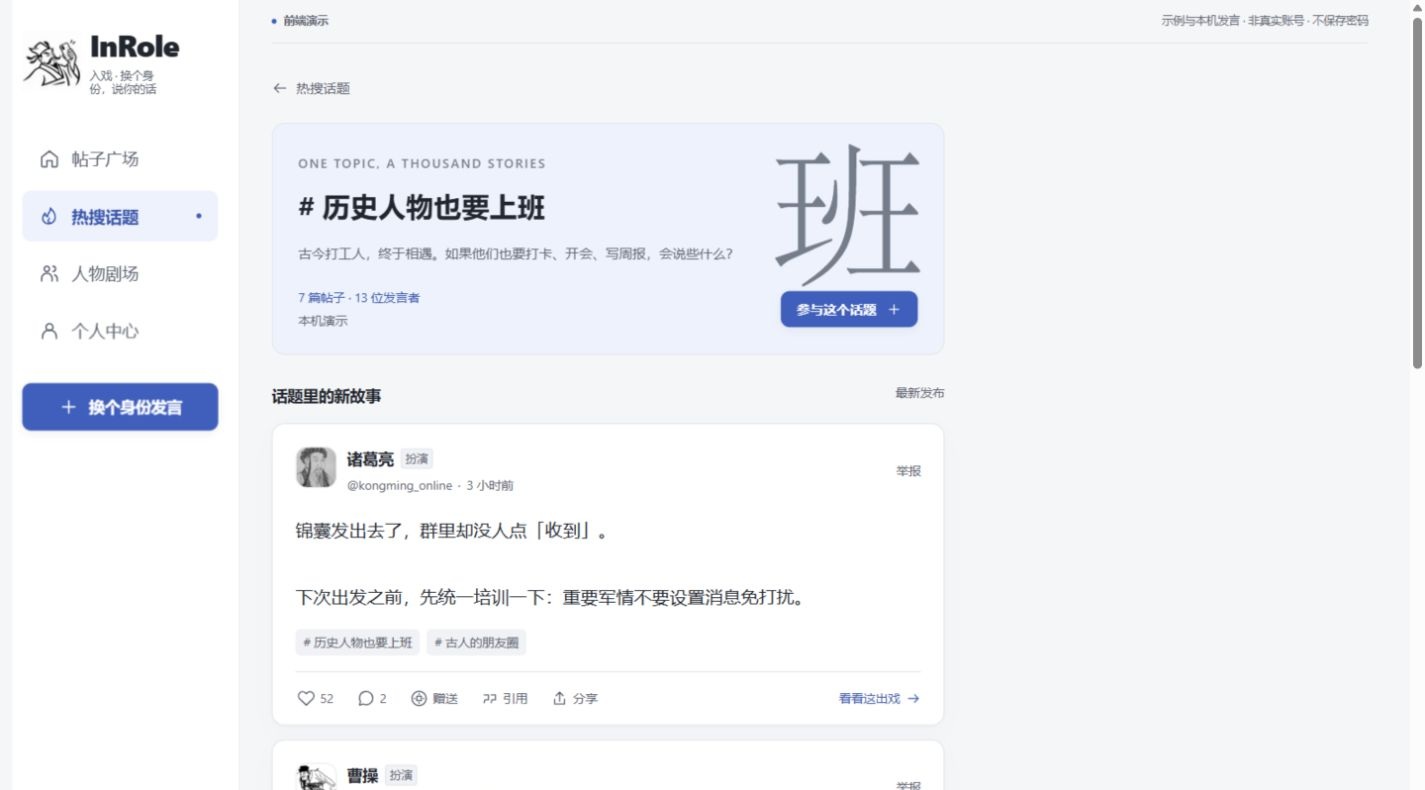 InRole
入戏 · 换个身
份，说你的话
帖子广场
热搜话题
人物剧场
个人中心
换个身份发言
前端演示
示例与本机发言 · 非真实账号 · 不保存密码
热搜话题
ONE TOPIC, A THOUSAND STORIES
# 历史人物也要上班
古今打工人，终于相遇。如果他们也要打卡、开会、写周报，会说些什么？
7 篇帖子 · 13 位发言者
本机演示
班
参与这个话题 +
话题里的新故事
最新发布
诸葛亮 扮演
@kongming_online · 3 小时前
举报
锦囊发出去了，群里却没人点「收到」。
下次出发之前，先统一培训一下：重要军情不要设置消息免打扰。
# 历史人物也要上班 # 古人的朋友圈
52 2 赠送 引用 分享
看看这出戏 →
曹操 扮演
举报